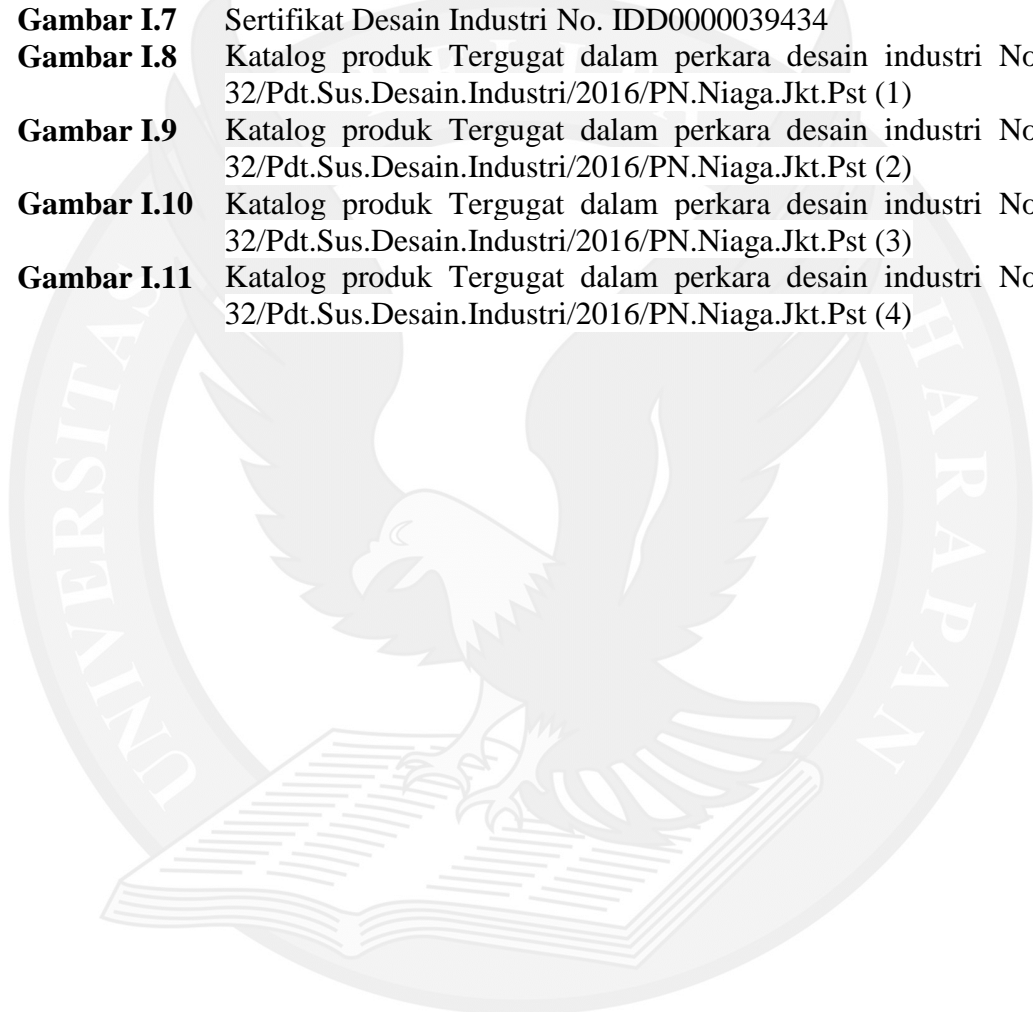 Gambar I.7 Sertifikat Desain Industri No. IDD0000039434
Gambar I.8 Katalog produk Tergugat dalam perkara desain industri No
32/Pdt.Sus.Desain.Industri/2016/PN.Niaga.Jkt.Pst (1)
Gambar I.9 Katalog produk Tergugat dalam perkara desain industri No
32/Pdt.Sus.Desain.Industri/2016/PN.Niaga.Jkt.Pst (2)
Gambar I.10 Katalog produk Tergugat dalam perkara desain industri No
32/Pdt.Sus.Desain.Industri/2016/PN.Niaga.Jkt.Pst (3)
Gambar I.11 Katalog produk Tergugat dalam perkara desain industri No
32/Pdt.Sus.Desain.Industri/2016/PN.Niaga.Jkt.Pst (4)
UNIVERSITAS
HARAPAN